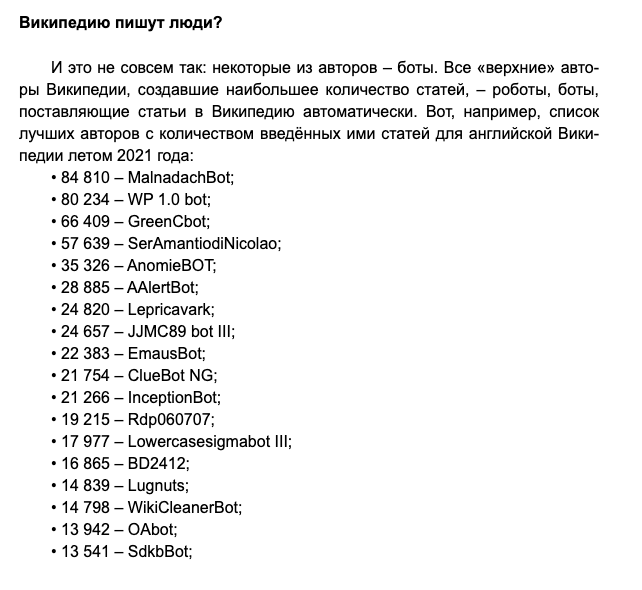 Википедию пишут люди?
И это не совсем так: некоторые из авторов – боты. Все «верхние» авто-
ры Википедии, создавшие наибольшее количество статей, – роботы, боты,
поставляющие статьи в Википедию автоматически. Вот, например, список
лучших авторов с количеством введённых ими статей для английской Вики-
педии летом 2021 года:
• 84 810 – MalnadachBot;
• 80 234 – WP 1.0 bot;
• 66 409 – GreenCbot;
• 57 639 – SerAmantiodiNicolao;
• 35 326 – AnomieBOT;
• 28 885 – AAlertBot;
• 24 820 – Lepricavark;
• 24 657 – JJMC89 bot III;
• 22 383 – EmausBot;
• 21 754 – ClueBot NG;
• 21 266 – InceptionBot;
• 19 215 – Rdp060707;
• 17 977 – Lowercasesigmabot III;
• 16 865 – BD2412;
• 14 839 – Lugnuts;
• 14 798 – WikiCleanerBot;
• 13 942 – OAbot;
• 13 541 – SdkbBot;